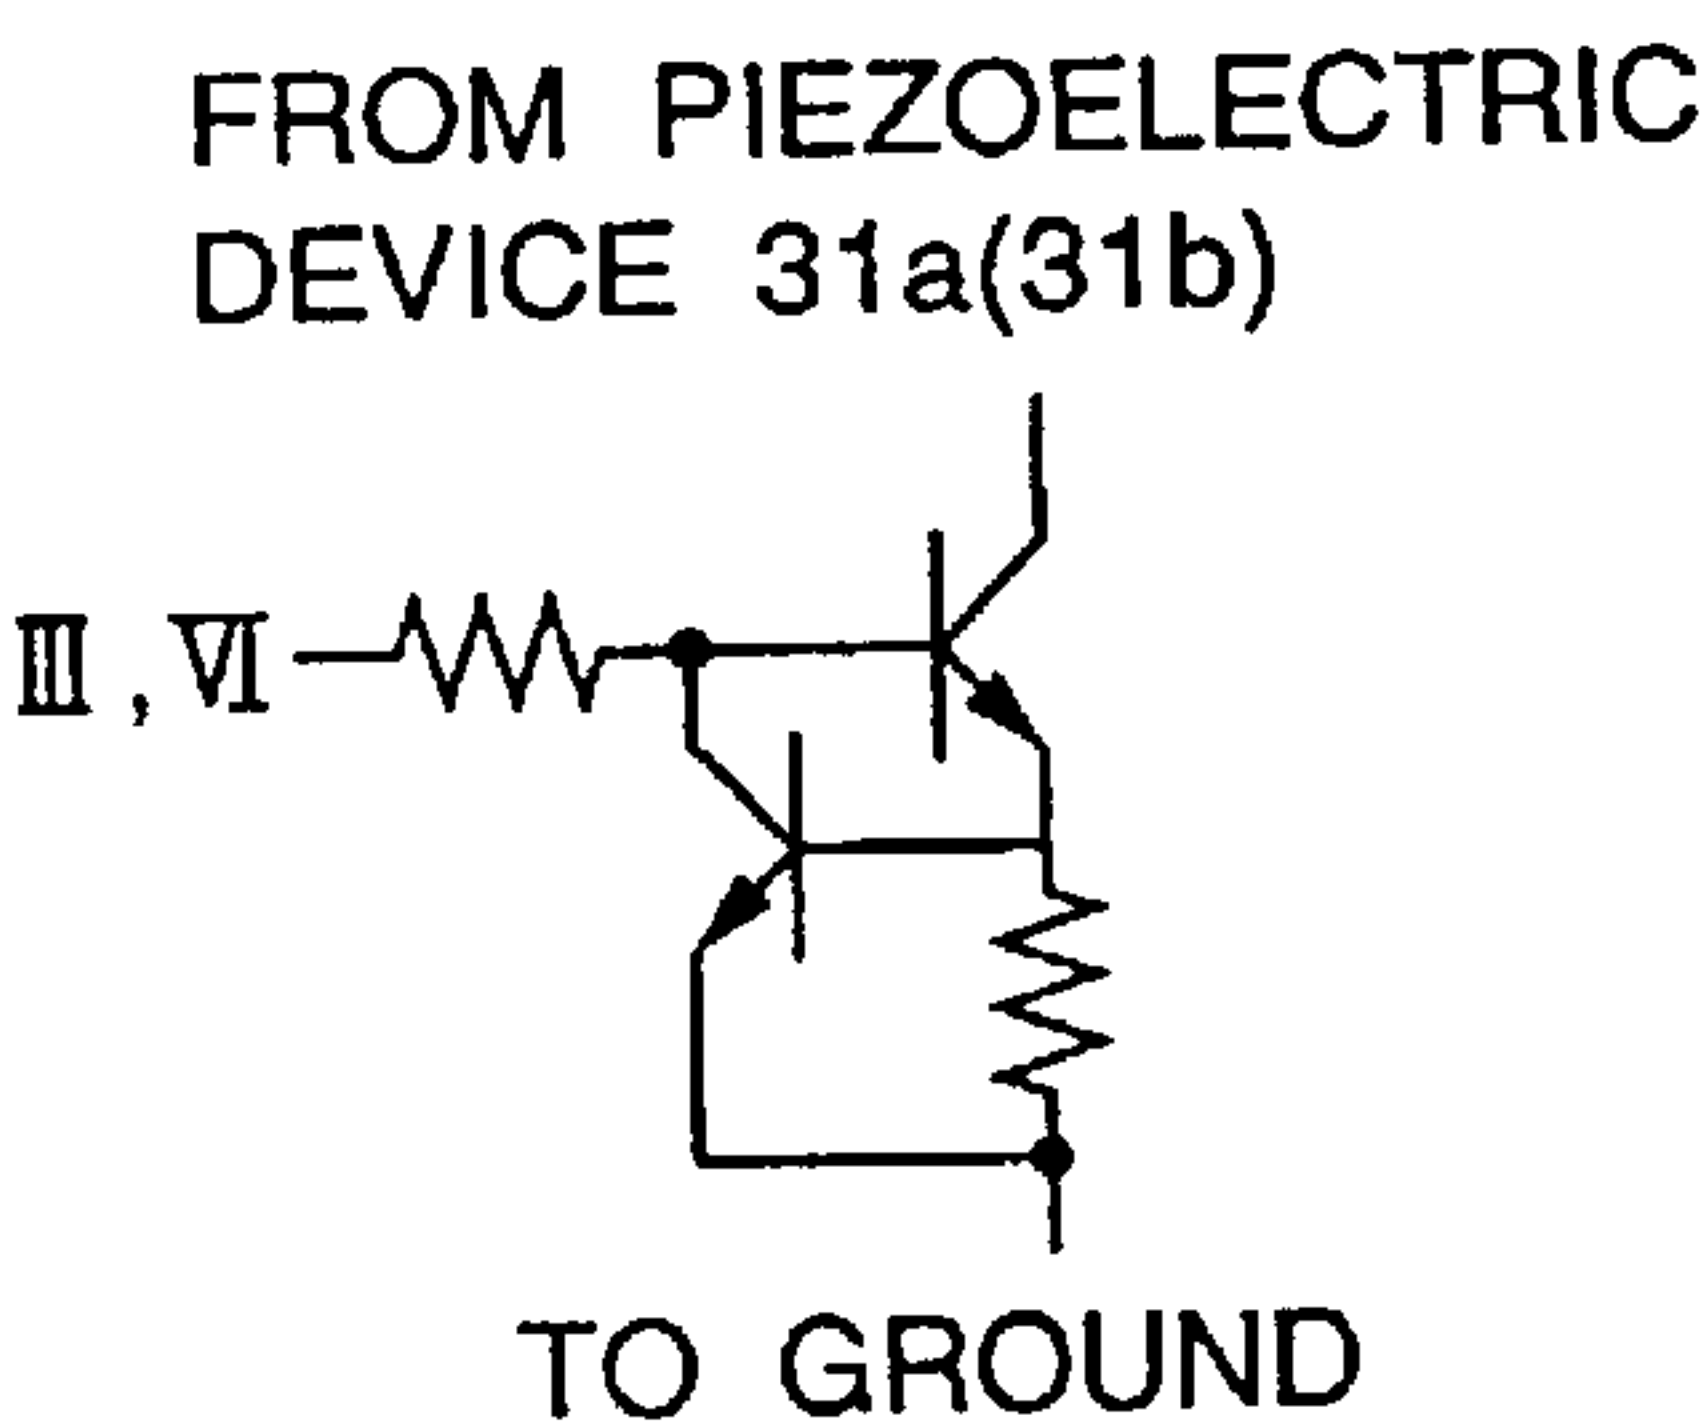 FROM PIEZOELECTRIC
DEVICE 31a(31b)
Ⅲ, Ⅵ
TO GROUND